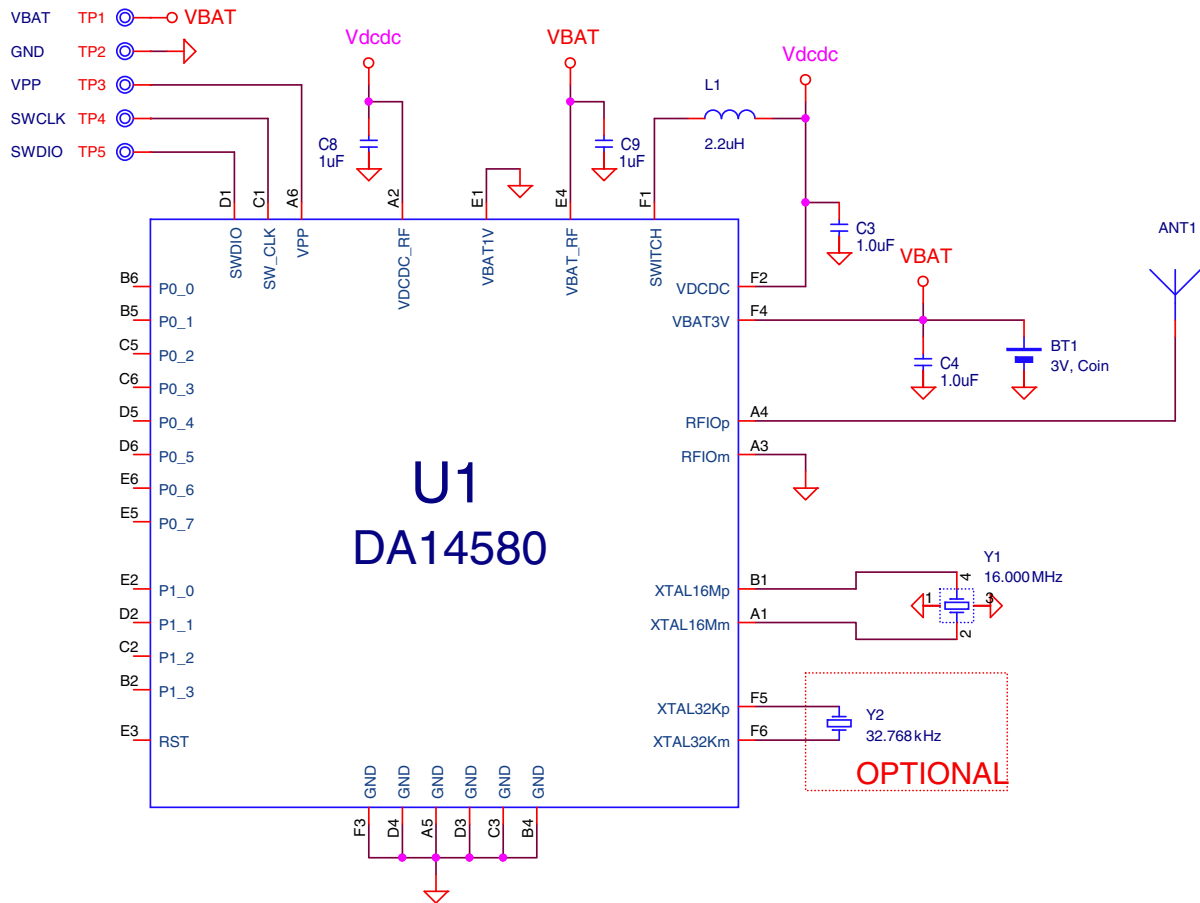 VBAT TP1 VBAT
GND TP2
VPP TP3
SWCLK TP4
SWDIO TP5
Vdcdc
VBAT
Vdcdc
L1
2.2uH
C8
1uF
C9
1uF
C3
1.0uF
VBAT
C4
1.0uF
BT1
3V, Coin
ANT1
D1
C1
A6
A2
E1
E4
F1
SWDIO
SW_CLK
VPP
VDCDC_RF
VBAT1V
VBAT_RF
SWITCH
B6 P0_0
B5 P0_1
C5 P0_2
C6 P0_3
D5 P0_4
D6 P0_5
E6 P0_6
E5 P0_7
E2 P1_0
D2 P1_1
C2 P1_2
B2 P1_3
E3 RST
U1
DA14580
VDCDC F2
VBAT3V F4
RFIOp A4
RFIOm A3
XTAL16Mp B1
XTAL16Mm A1
XTAL32Kp F5
XTAL32Km F6
Y1
16.000MHz
4
1
3
2
Y2
32.768kHz
OPTIONAL
GND
GND
GND
GND
GND
GND
F3
D4
A5
D3
C3
B4